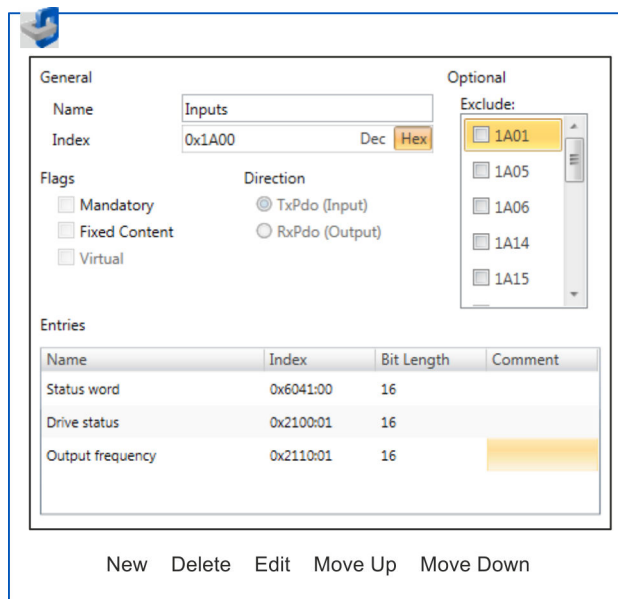 General
Optional
Name Inputs
Exclude:
Index 0x1A00 Dec Hex
1A01
1A05
1A06
1A14
1A15
Flags
Direction
Mandatory
TxPdo (Input)
Fixed Content
RxPdo (Output)
Virtual
Entries
Name Index Bit Length Comment
Status word 0x6041:00 16
Drive status 0x2100:01 16
Output frequency 0x2110:01 16
New Delete Edit Move Up Move Down